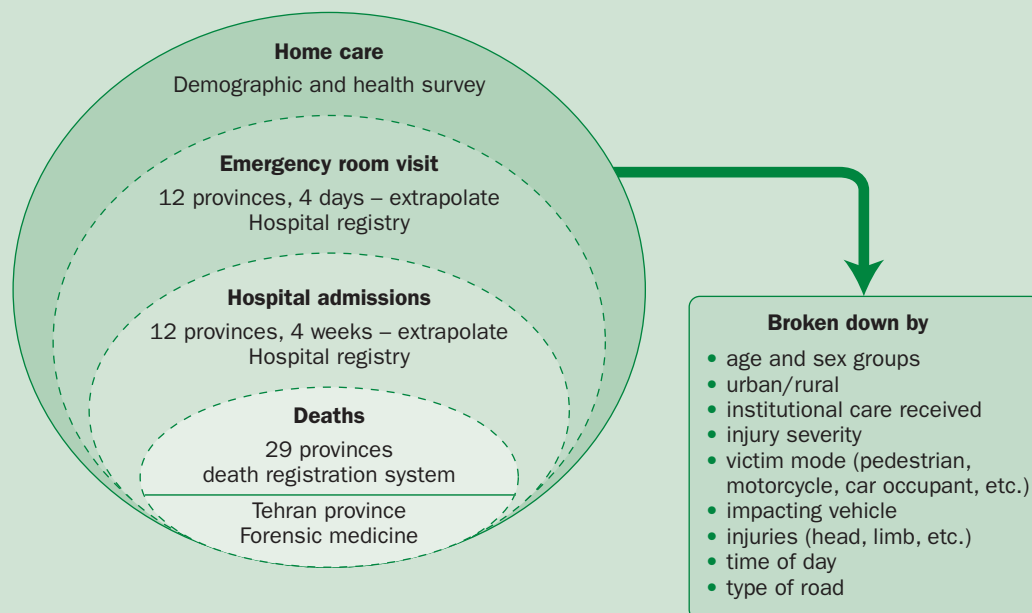 Home care
Demographic and health survey
Emergency room visit
12 provinces, 4 days – extrapolate
Hospital registry
Hospital admissions
12 provinces, 4 weeks – extrapolate
Hospital registry
Deaths
29 provinces
death registration system
Tehran province
Forensic medicine
Broken down by
• age and sex groups
• urban/rural
• institutional care received
• injury severity
• victim mode (pedestrian,
motorcycle, car occupant, etc.)
• impacting vehicle
• injuries (head, limb, etc.)
• time of day
• type of road